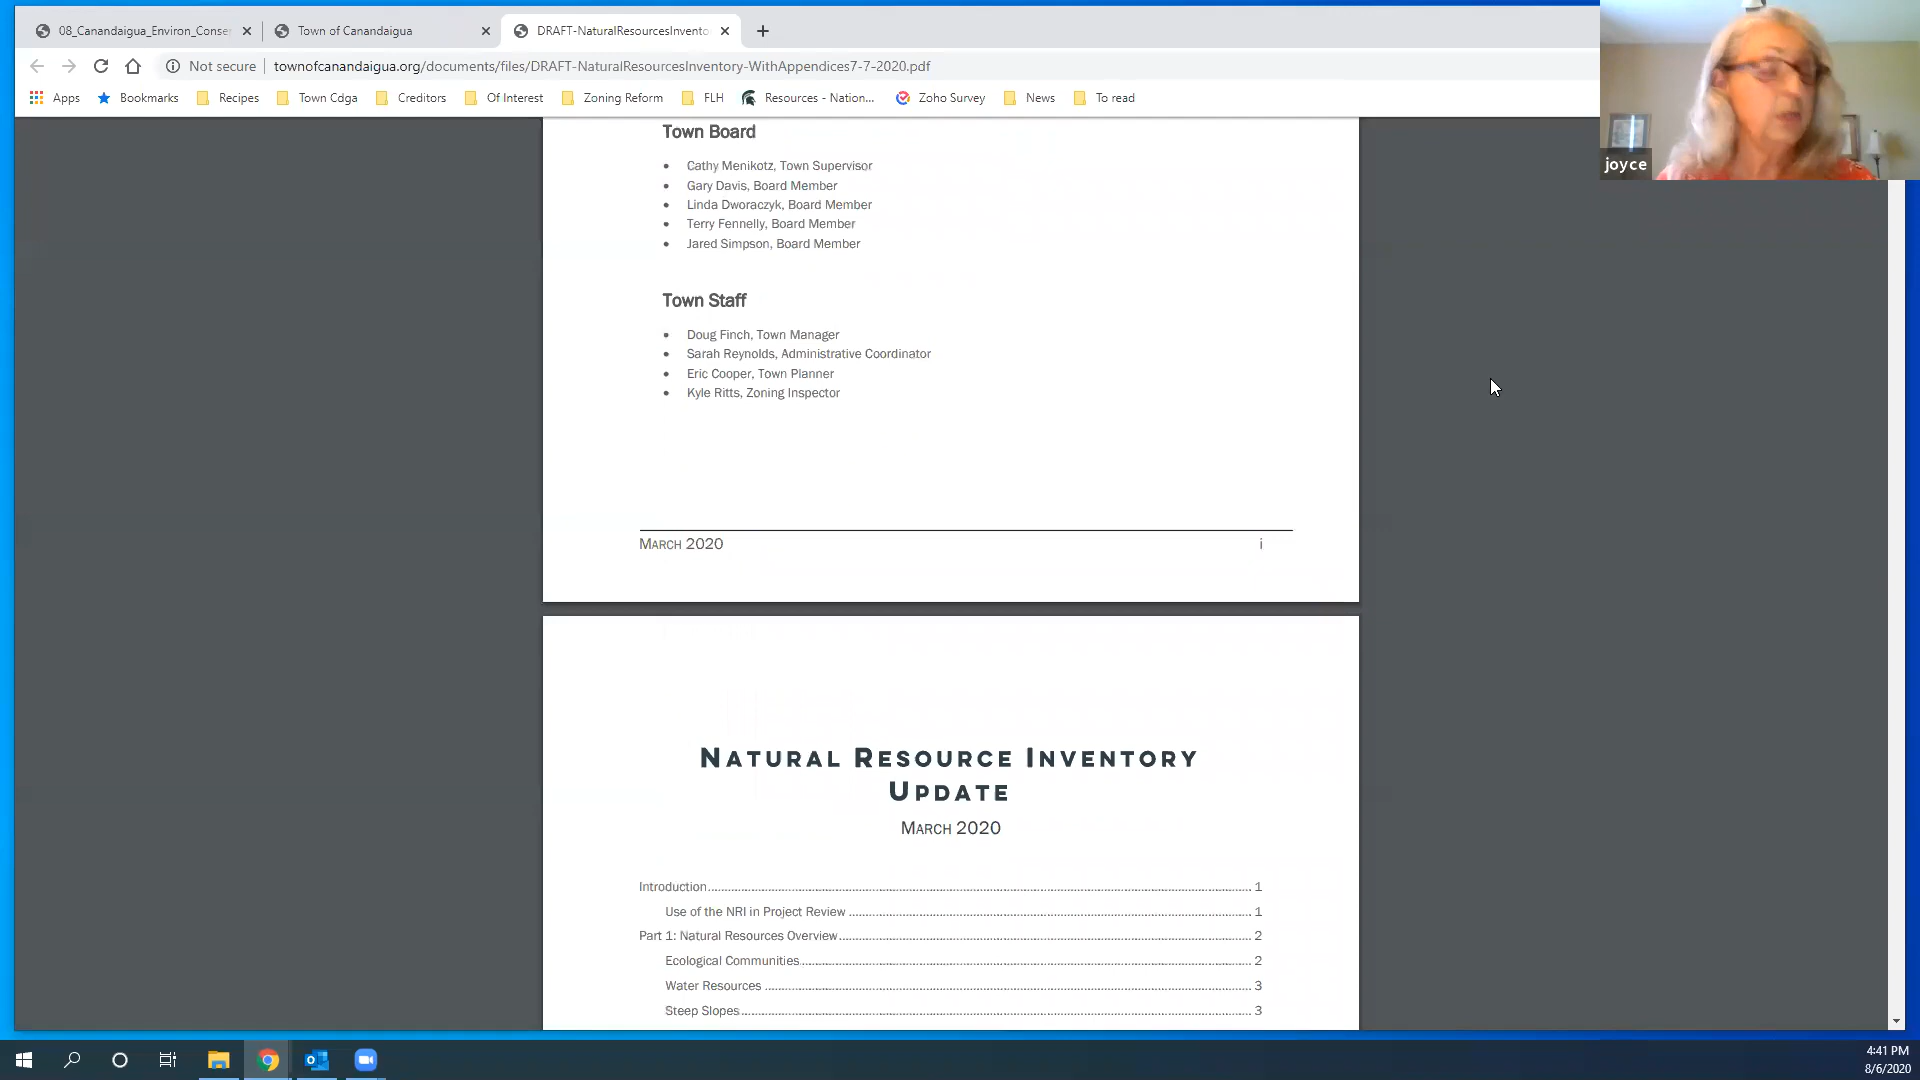 08_Canandaigua_Environ_Conser
Town of Canandaigua
DRAFT-NaturalResourcesInvento
Not secure
townofcanandaigua.org/documents/files/DRAFT-NaturalResourcesInventory-WithAppendices7-7-2020.pdf
Apps
Bookmarks
Recipes
Town Cdga
Creditors
Of Interest
Zoning Reform
FLH
Resources - Nation...
Zoho Survey
News
To read
joyce
Town Board
• Cathy Menikotz, Town Supervisor
• Gary Davis, Board Member
• Linda Dworaczyk, Board Member
• Terry Fennelly, Board Member
• Jared Simpson, Board Member
Town Staff
• Doug Finch, Town Manager
• Sarah Reynolds, Administrative Coordinator
• Eric Cooper, Town Planner
• Kyle Ritts, Zoning Inspector
MARCH 2020 i
NATURAL RESOURCE INVENTORY
UPDATE
MARCH 2020
Introduction 1
Use of the NRI in Project Review 1
Part 1: Natural Resources Overview 2
Ecological Communities 2
Water Resources 3
Steep Slopes 3
4:41 PM
8/6/2020